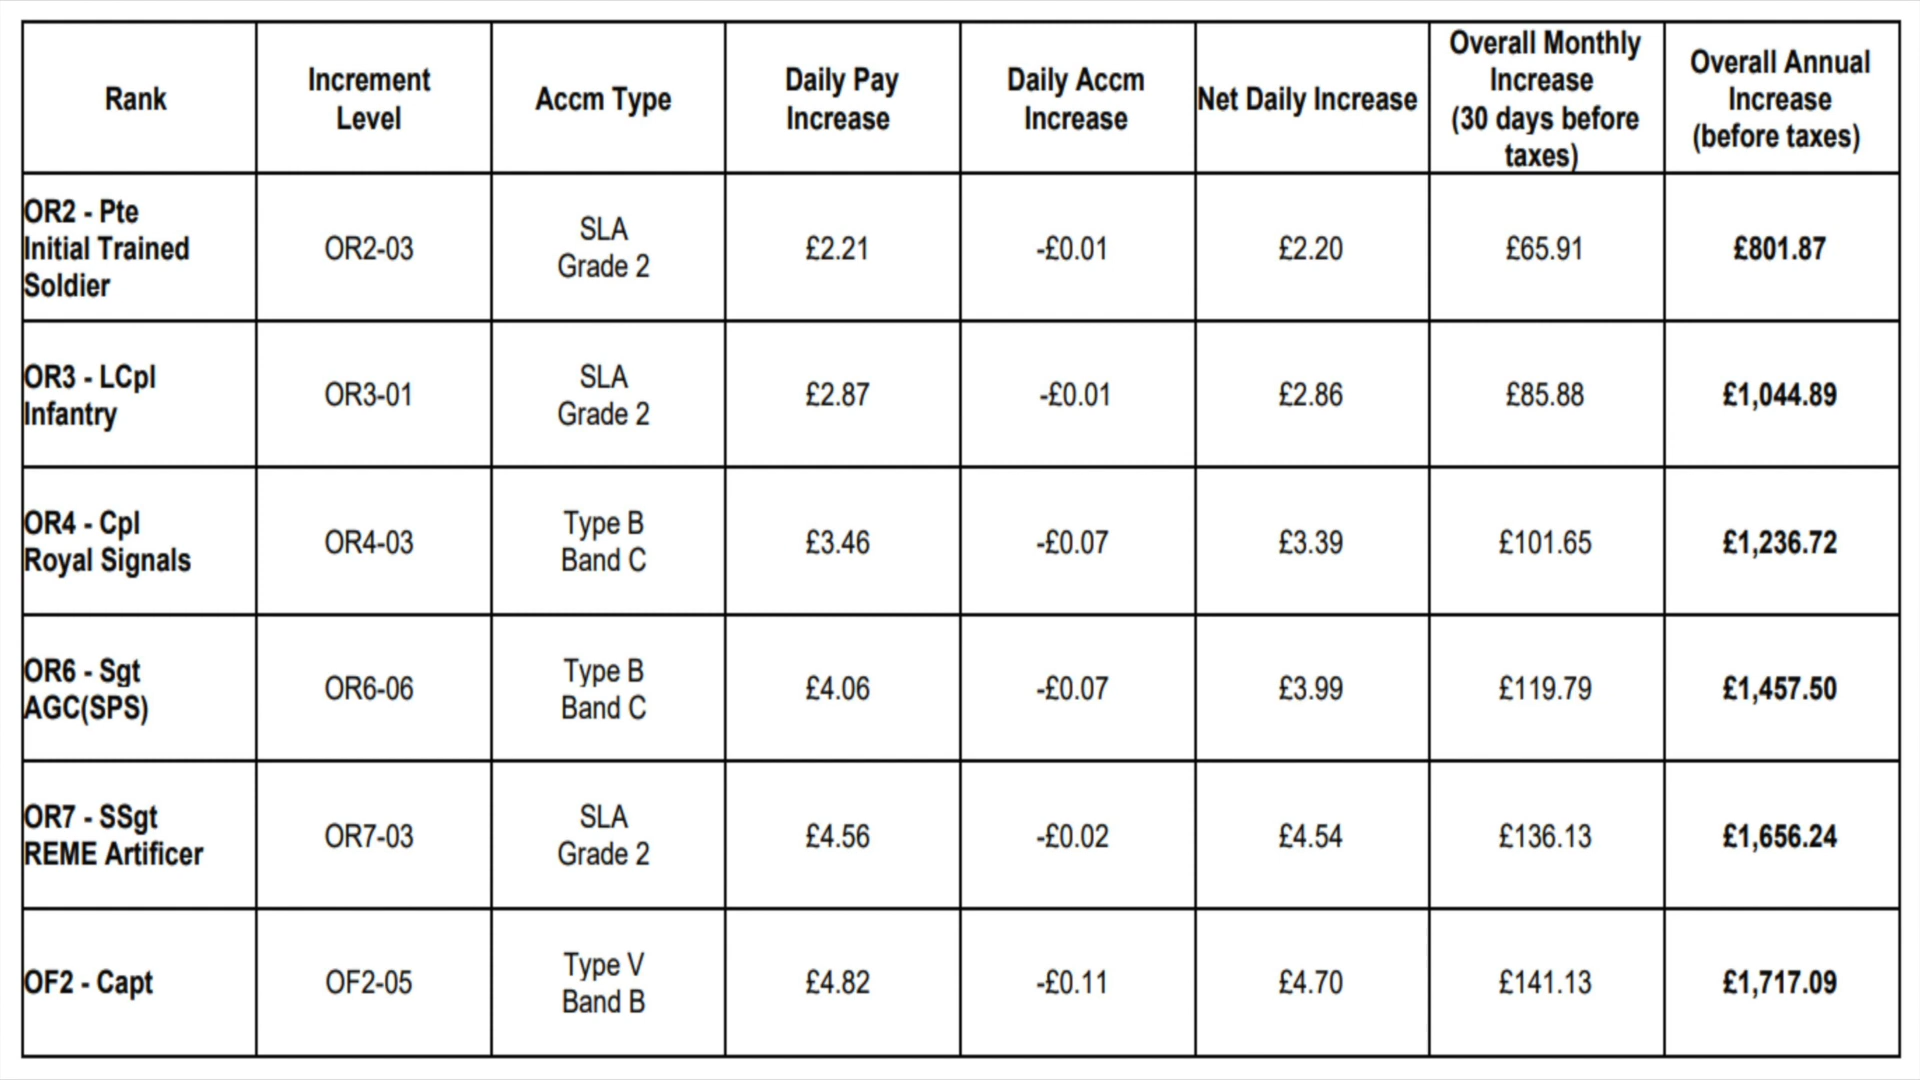 Rank
Increment
Level
Accm Type
Daily Pay
Increase
Daily Accm
Increase
Net Daily Increase
Overall Monthly
Increase
(30 days before
taxes)
Overall Annual
Increase
(before taxes)
OR2 - Pte
Initial Trained
Soldier
OR2-03
SLA
Grade 2
£2.21
-£0.01
£2.20
£65.91
£801.87
OR3 - LCpl
Infantry
OR3-01
SLA
Grade 2
£2.87
-£0.01
£2.86
£85.88
£1,044.89
OR4 - Cpl
Royal Signals
OR4-03
Type B
Band C
£3.46
-£0.07
£3.39
£101.65
£1,236.72
OR6 - Sgt
AGC(SPS)
OR6-06
Type B
Band C
£4.06
-£0.07
£3.99
£119.79
£1,457.50
OR7 - SSgt
REME Artificer
OR7-03
SLA
Grade 2
£4.56
-£0.02
£4.54
£136.13
£1,656.24
OF2 - Capt
OF2-05
Type V
Band B
£4.82
-£0.11
£4.70
£141.13
£1,717.09